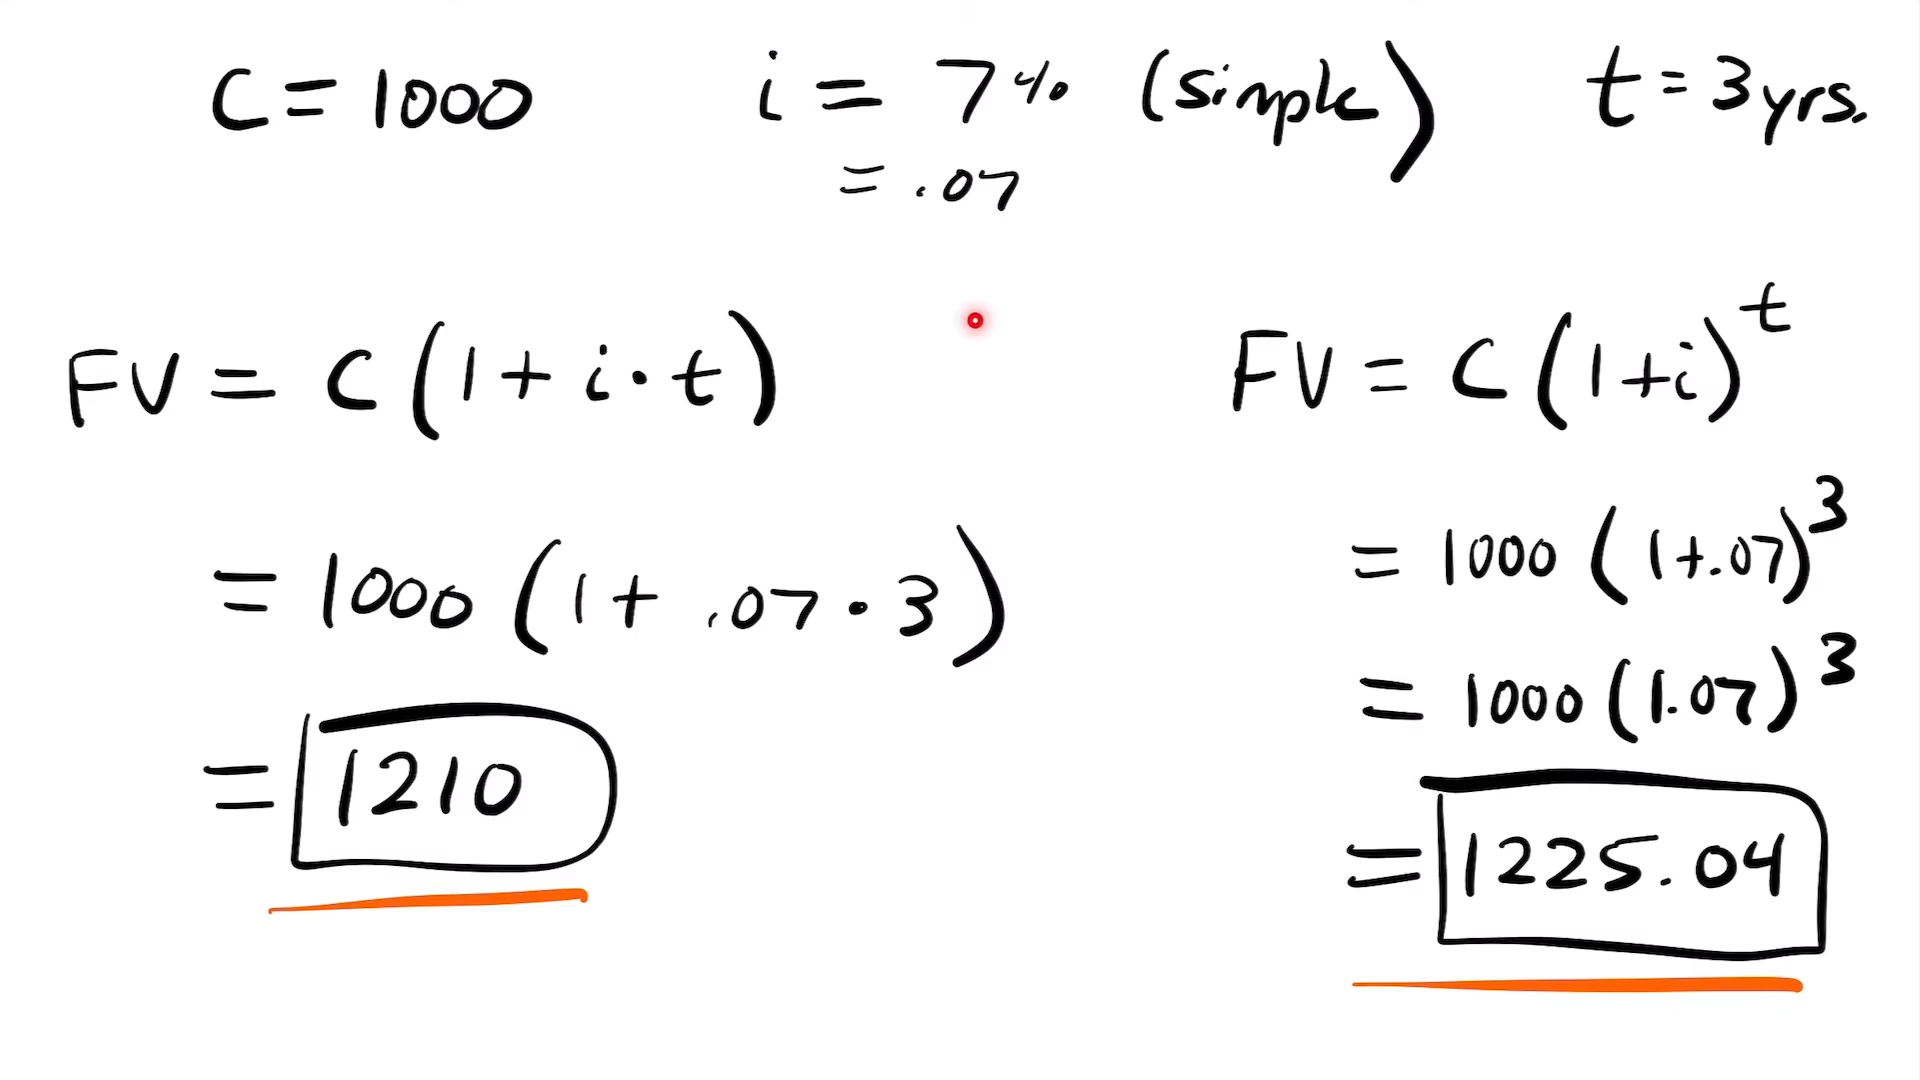 C = 1000 i = 7% (simple) t = 3 yrs.
= .07
FV = C (1 + i · t)
= 1000 (1 + .07 · 3)
= 1210
FV = C (1+i)^t
= 1000 (1+.07)^3
= 1000 (1.07)^3
= 1225.04